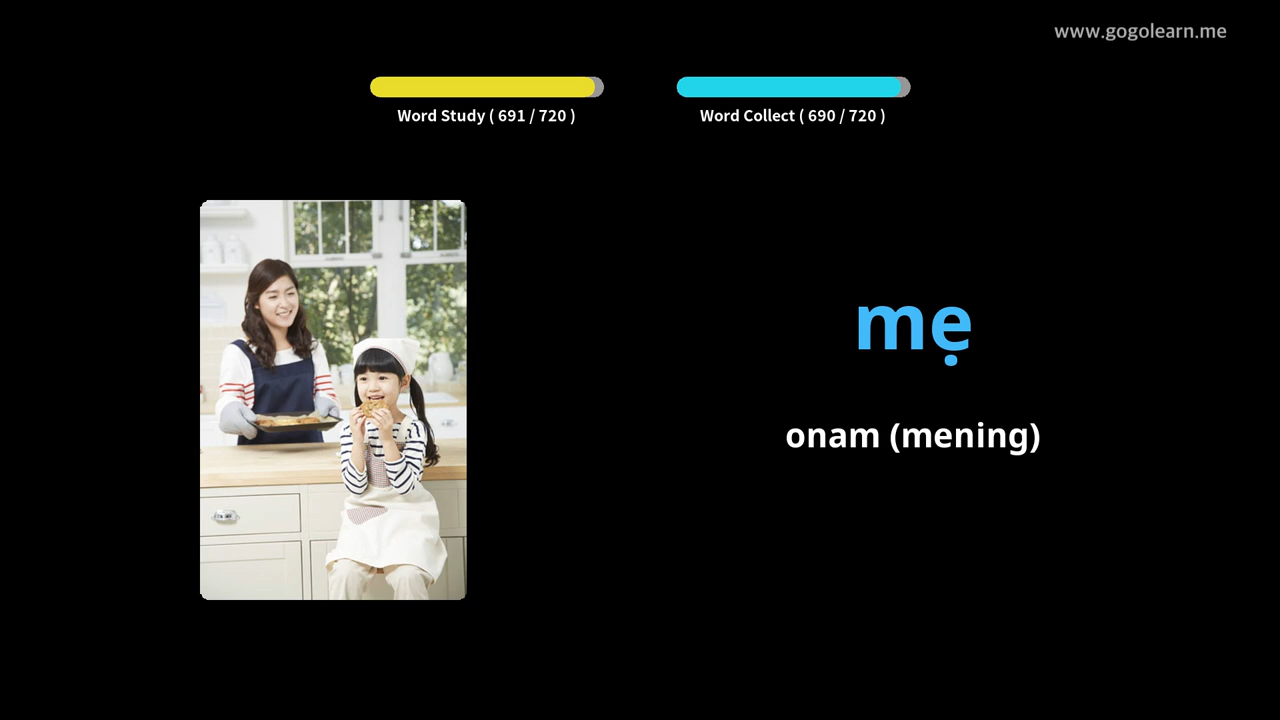 www.gogolearn.me
Word Study ( 691 / 720 )
Word Collect ( 690 / 720 )
mẹ
onam (mening)